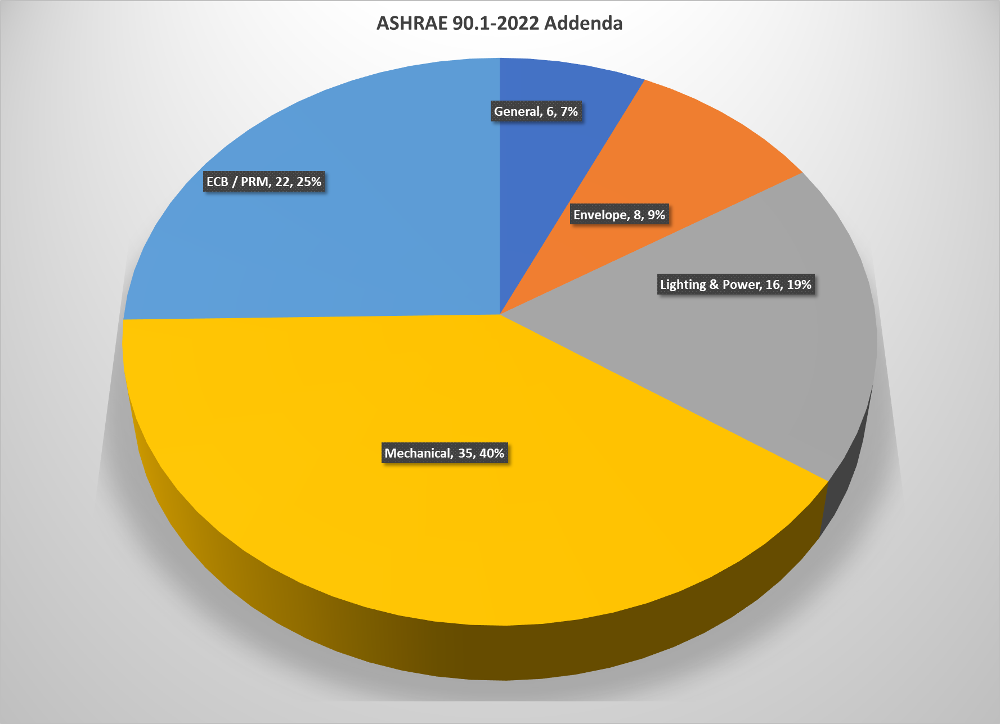 ASHRAE 90.1-2022 Addenda
General, 6, 7%
ECB / PRM, 22, 25%
Envelope, 8, 9%
Lighting & Power, 16, 19%
Mechanical, 35, 40%